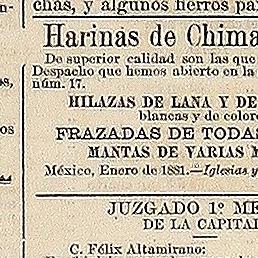 chas, y algunos fierros par
Harinas de Chima
De superior calidad son las que
Despacho que hemos abierto en la
núm. 17.
HILAZAS DE LANA Y DE
blancas y de colore
FRAZADAS DE TODAS
MANTAS DE VARIAS M
México, Enero de 1881.—Iglesias y
JUZGADO 1º ME
DE LA CAPITAL
C. Félix Altamirano: